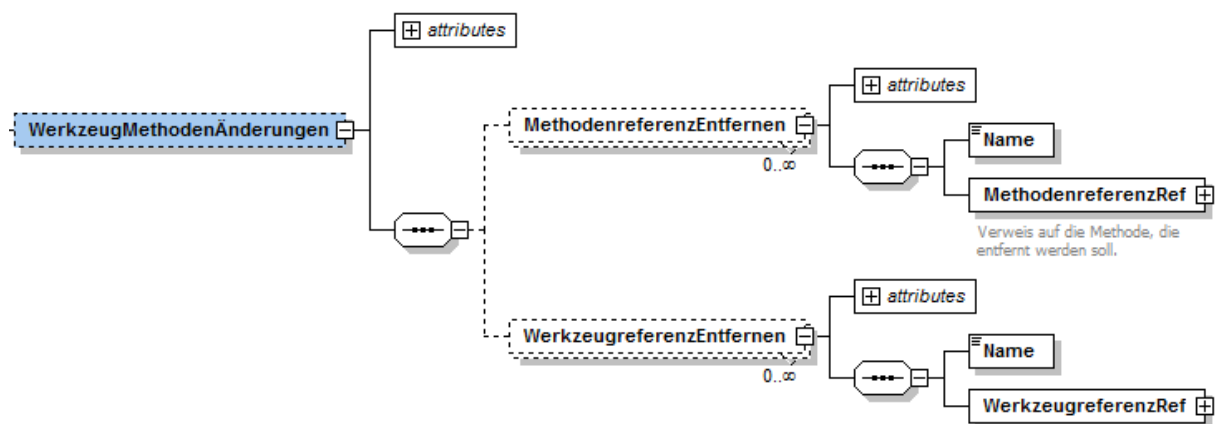 attributes
WerkzeugMethodenÄnderungen
attributes
MethodenreferenzEntfernen
0..∞
Name
MethodenreferenzRef
Verweis auf die Methode, die
entfernt werden soll.
attributes
WerkzeugreferenzEntfernen
0..∞
Name
WerkzeugreferenzRef